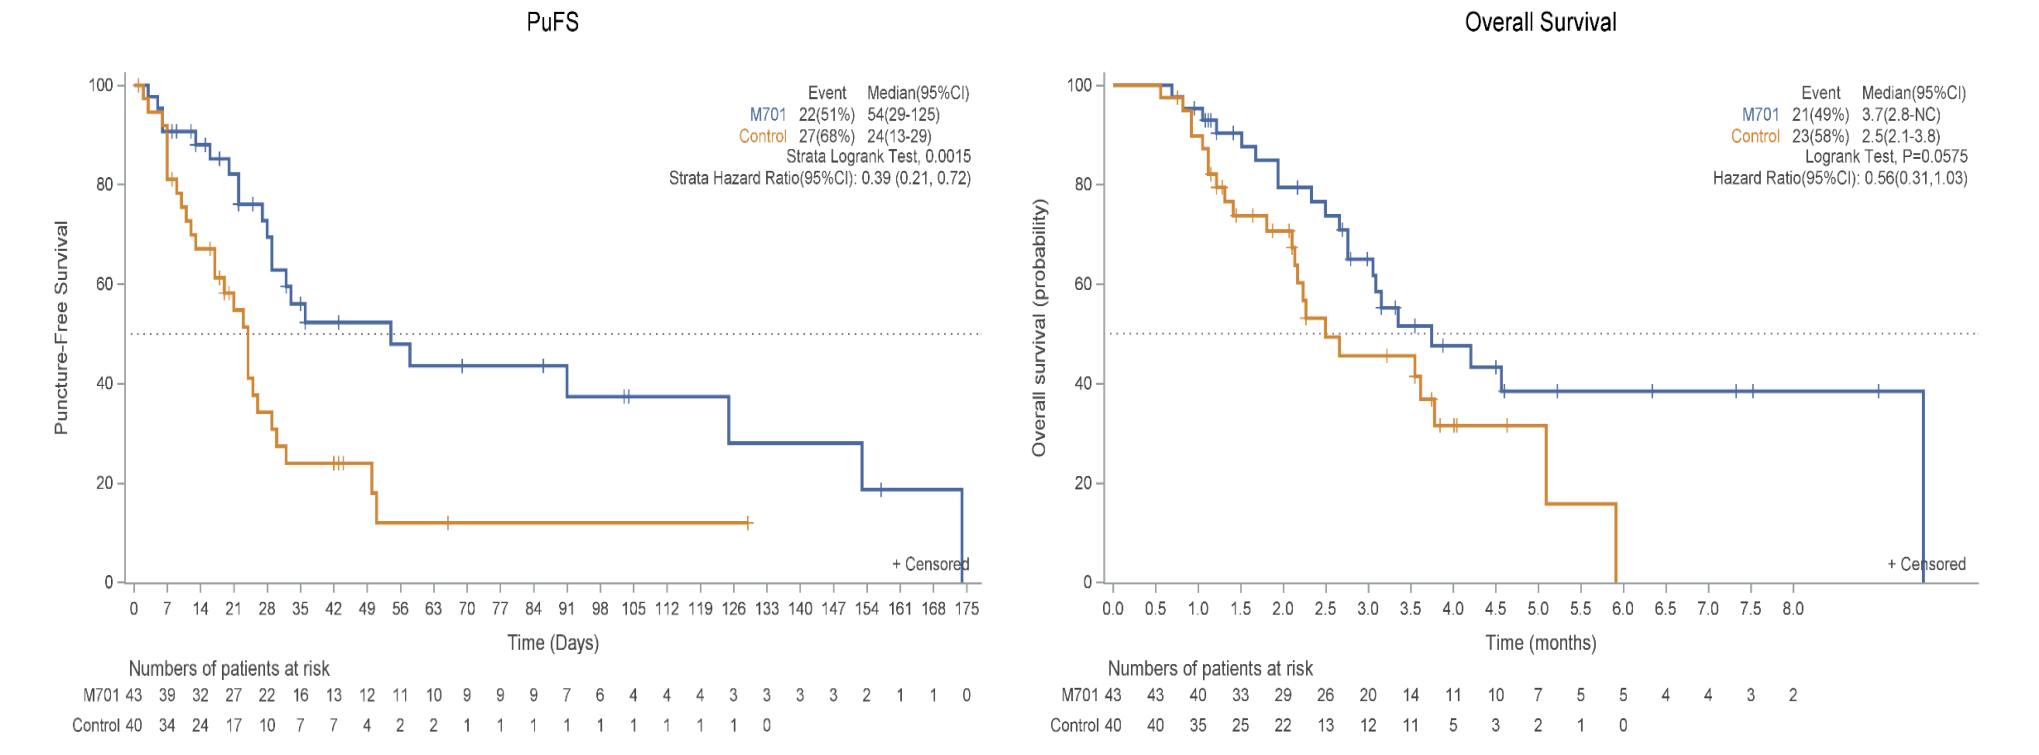 PuFS
Puncture-Free Survival
100
80
60
40
20
0
Event Median(95%CI)
M701 22(51%) 54(29-125)
Control 27(68%) 24(13-29)
Strata Logrank Test, 0.0015
Strata Hazard Ratio(95%CI): 0.39 (0.21, 0.72)
+ Censored
0 7 14 21 28 35 42 49 56 63 70 77 84 91 98 105 112 119 126 133 140 147 154 161 168 175
Time (Days)
Numbers of patients at risk
M701 43 39 32 27 22 16 13 12 11 10 9 9 9 7 6 4 4 4 3 3 3 3 2 1 1 0
Control 40 34 24 17 10 7 7 4 2 2 1 1 1 1 1 1 1 1 1 0
Overall Survival
Overall survival (probability)
100
80
60
40
20
0
Event Median(95%CI)
M701 21(49%) 3.7(2.8-NC)
Control 23(58%) 2.5(2.1-3.8)
Logrank Test, P=0.0575
Hazard Ratio(95%CI): 0.56(0.31,1.03)
+ Censored
0.0 0.5 1.0 1.5 2.0 2.5 3.0 3.5 4.0 4.5 5.0 5.5 6.0 6.5 7.0 7.5 8.0
Time (months)
Numbers of patients at risk
M701 43 43 40 33 29 26 20 14 11 10 7 5 5 4 4 3 2
Control 40 40 35 25 22 13 12 11 5 3 2 1 0